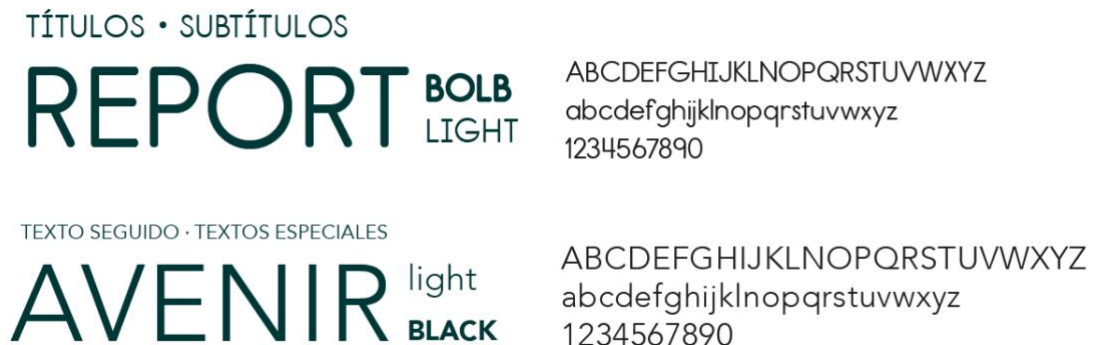 TÍTULOS • SUBTÍTULOS
REPORT
BOLB
LIGHT
ABCDEFGHIJKLNOPQRSTUVWXYZ
abcdefghijklnopqrstuvwxyz
1234567890
TEXTO SEGUIDO · TEXTOS ESPECIALES
AVENIR
light
BLACK
ABCDEFGHIJKLNOPQRSTUVWXYZ
abcdefghijklnopqrstuvwxyz
1234567890